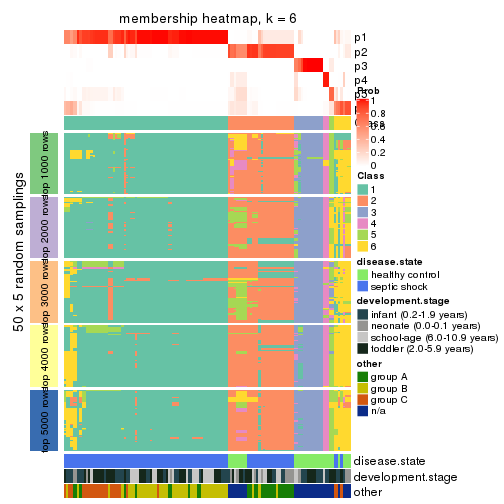 membership heatmap, k = 6
p1
p2
p3
p4
Prob
1
0.8
0.6
0.4
0.2
0
Class
1
2
3
4
5
6
disease.state
healthy control
septic shock
development.stage
infant (0.2-1.9 years)
neonate (0.0-0.1 years)
school-age (6.0-10.9 years)
toddler (2.0-5.9 years)
other
group A
group B
group C
n/a
50 x 5 random samplings
top 1000 rows
top 2000 rows
top 3000 rows
top 4000 rows
top 5000 rows
disease.state
development.stage
other